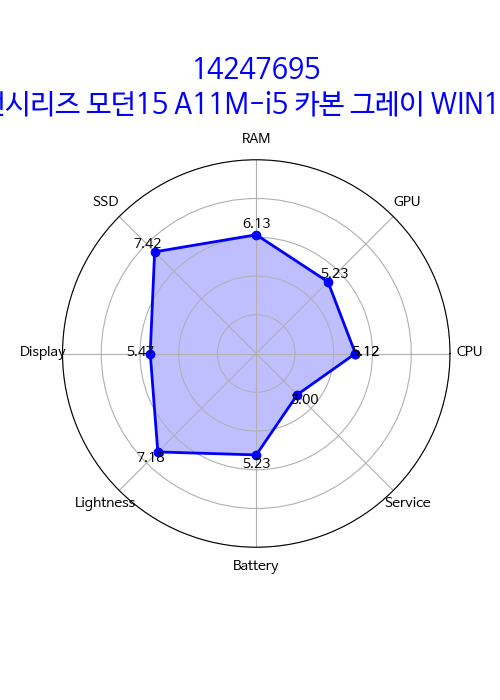 14247695
시리즈 모던15 A11M-i5 카본 그레이 WIN1
RAM
SSD
GPU
6.13
7.42
5.23
Display
5.47
5.12
CPU
3.00
7.18
5.23
Lightness
Service
Battery